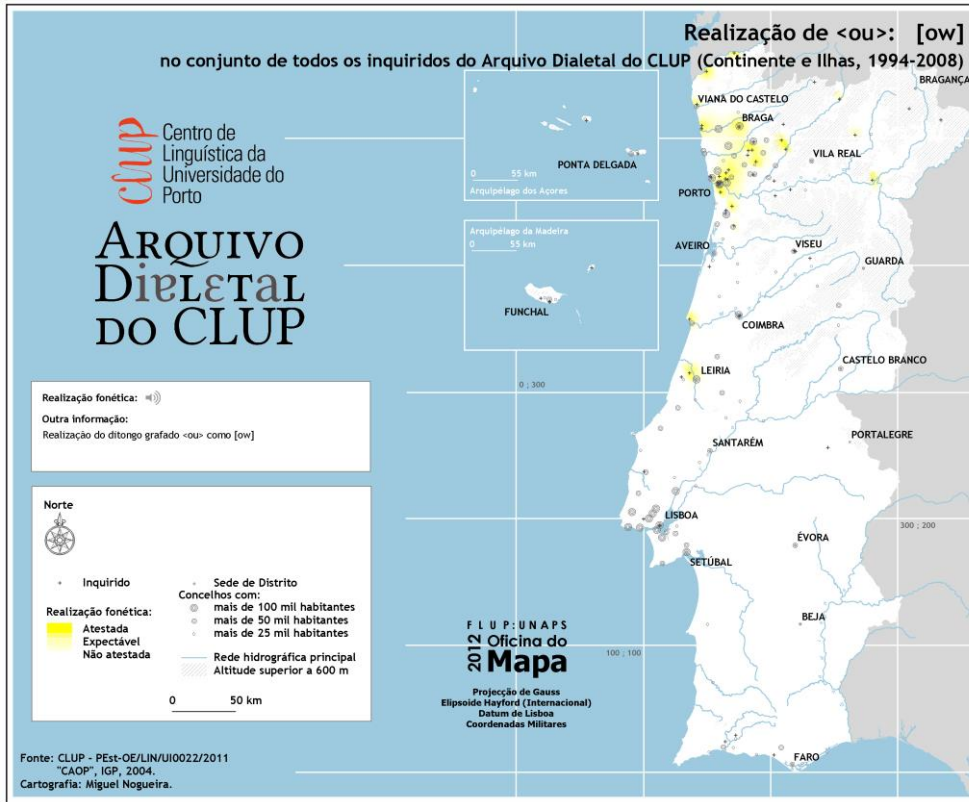 Realização de <ou>: [ow]
no conjunto de todos os inquiridos do Arquivo Dialetal do CLUP (Continente e Ilhas, 1994-2008)
BRAGANÇA
VIANA DO CASTELO
BRAGA
VILA REAL
PORTO
AVEIRO
VISEU
GUARDA
COIMBRA
CASTELO BRANCO
LEIRIA
SANTARÉM
PORTALEGRE
LISBOA
ÉVORA
SETÚBAL
BEJA
FARO
0 ; 300
300 ; 200
100 ; 100
PONTA DELGADA
0 55 km
Arquipélago dos Açores
Arquipélago da Madeira
0 55 km
FUNCHAL
clup
Centro de
Linguística da
Universidade do
Porto
ARQUIVO
DiɐLɛTaL
DO CLUP
Realização fonética:
Outra informação:
Realização do ditongo grafado <ou> como [ow]
Norte
Inquirido
Realização fonética:
Atestada
Expectável
Não atestada
0 50 km
Sede de Distrito
Concelhos com:
mais de 100 mil habitantes
mais de 50 mil habitantes
mais de 25 mil habitantes
Rede hidrográfica principal
Altitude superior a 600 m
FLUP:UNAPS
2012 Oficina do
Mapa
Projecção de Gauss
Elipsoide Hayford (Internacional)
Datum de Lisboa
Coordenadas Militares
Fonte: CLUP - PEst-OE/LIN/UI0022/2011
"CAOP", IGP, 2004.
Cartografia: Miguel Nogueira.